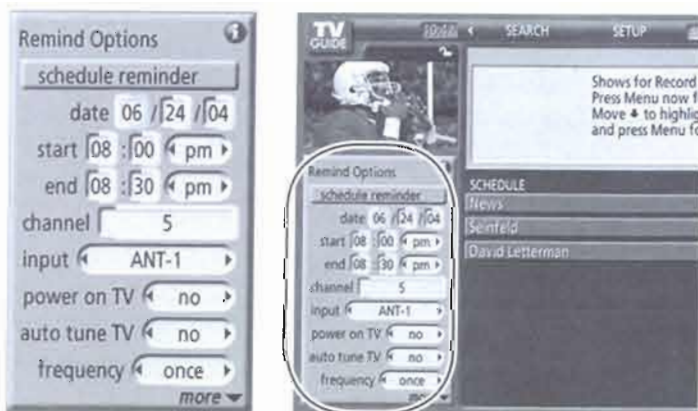 Remind Options
schedule reminder
date 06 / 24 / 04
start 08 : 00 pm
end 08 : 30 pm
channel 5
input ANT-1
power on TV no
auto tune TV no
frequency once
more
TV
GUIDE
SEARCH
SETUP
Shows for Record
Press Menu now f
Move to highlig
and press Menu fo
Remind Options
schedule reminder
date 06 / 24 / 04
start 08 : 00 pm
end 08 : 30 pm
channel 5
input ANT-1
power on TV no
auto tune TV no
frequency once
more
SCHEDULE
News
Seinfeld
David Letterman